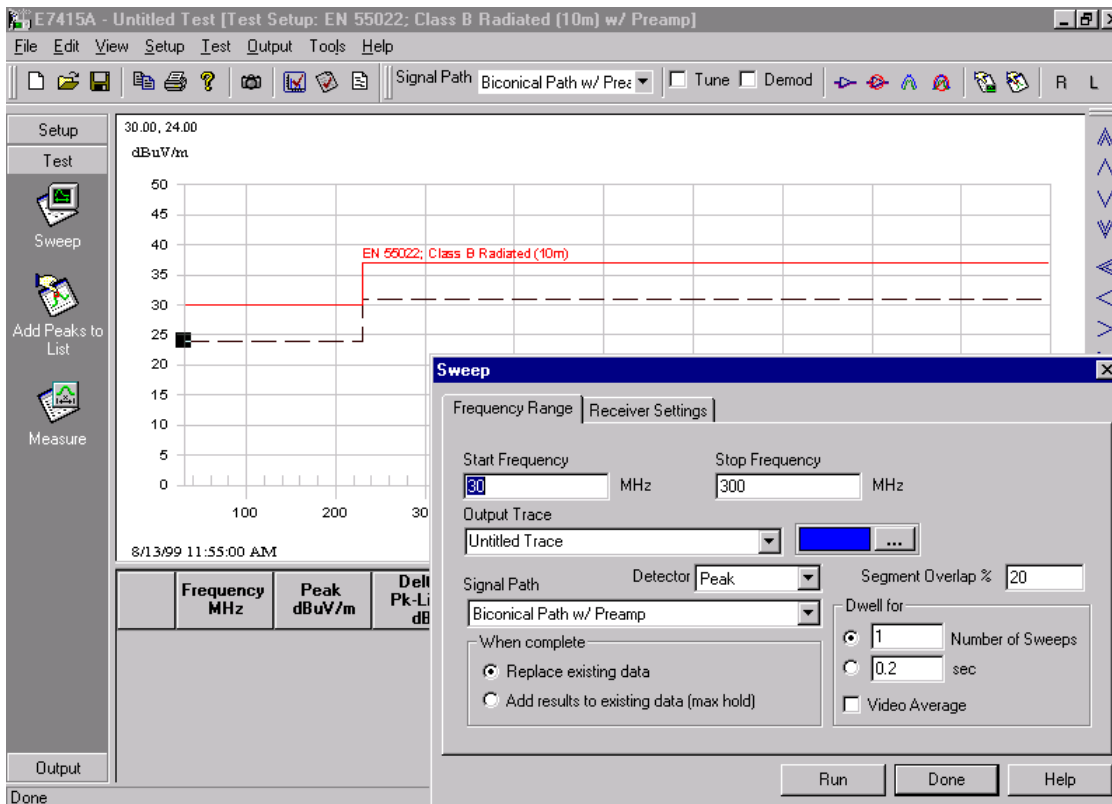 E7415A - Untitled Test [Test Setup: EN 55022; Class B Radiated (10m) w/ Preamp]
File Edit View Setup Test Output Tools Help
Signal Path Biconical Path w/ Prea Tune Demod R L
Setup
Test
Sweep
Add Peaks to
List
Measure
Output
Done
30.00, 24.00
dBuV/m
50
45
40
35
30
25
20
15
10
5
0
EN 55022; Class B Radiated (10m)
100 200 30
8/13/99 11:55:00 AM
Frequency
MHz
Peak
dBuV/m
Delt
Pk-Li
dB
Sweep
Frequency Range Receiver Settings
Start Frequency Stop Frequency
30 MHz 300 MHz
Output Trace
Untitled Trace ...
Signal Path Detector Peak Segment Overlap % 20
Biconical Path w/ Preamp
Dwell for
1 Number of Sweeps
0.2 sec
Video Average
When complete
Replace existing data
Add results to existing data (max hold)
Run Done Help